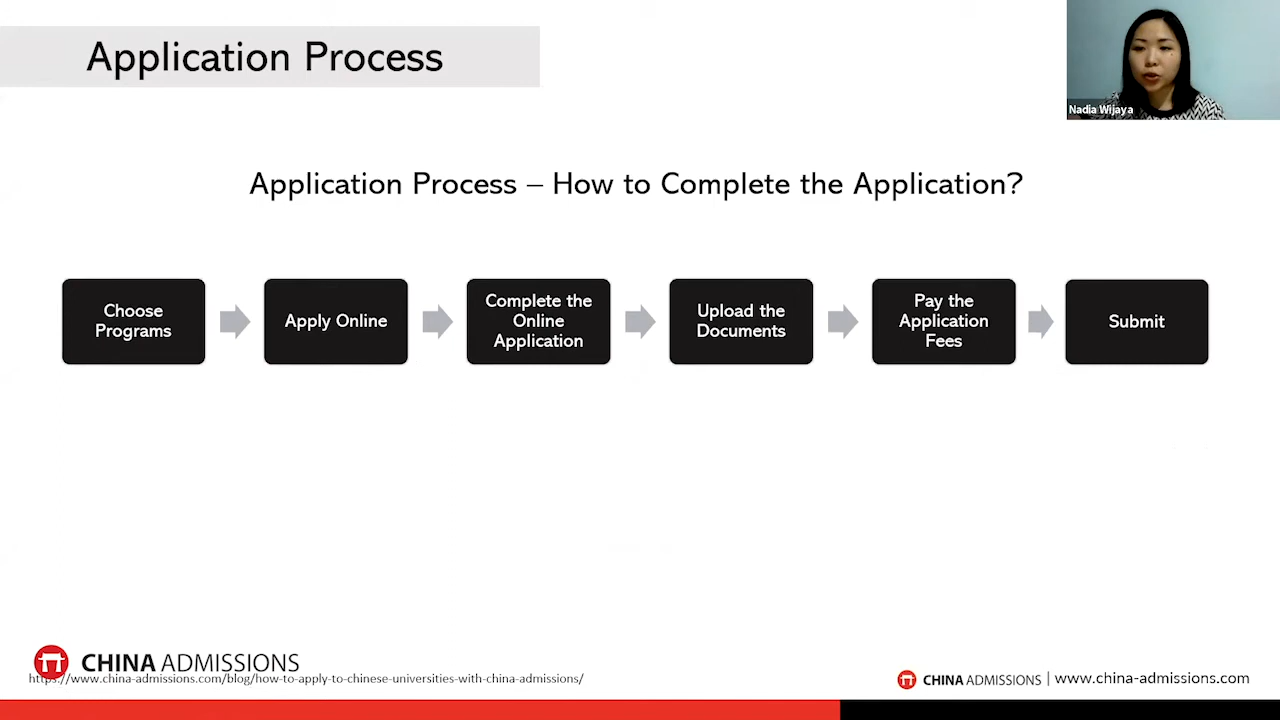 Application Process
Nadia Wijaya
Application Process – How to Complete the Application?
Choose
Programs
Apply Online
Complete the
Online
Application
Upload the
Documents
Pay the
Application
Fees
Submit
CHINA ADMISSIONS
https://www.china-admissions.com/blog/how-to-apply-to-chinese-universities-with-china-admissions/
CHINA ADMISSIONS | www.china-admissions.com